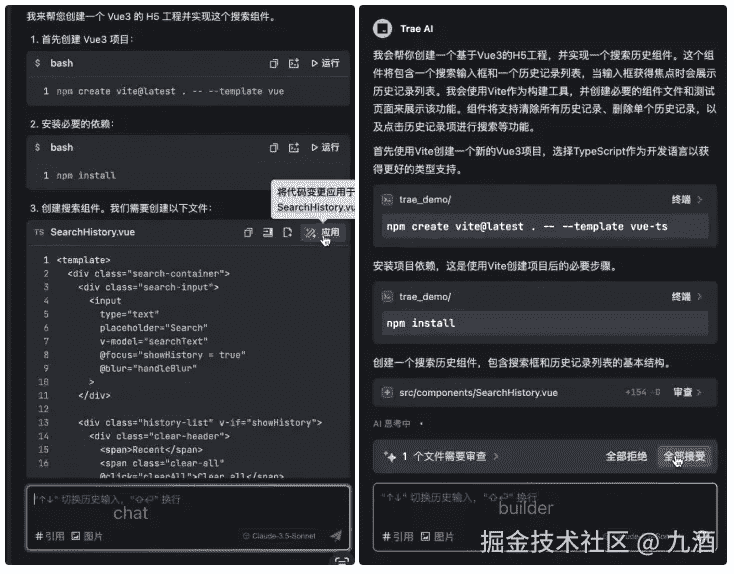 我来帮您创建一个 Vue3 的 H5 工程并实现这个搜索组件。
1. 首先创建 Vue3 项目：
$ bash
运行
1 npm create vite@latest . -- --template vue
2. 安装必要的依赖：
$ bash
运行
1 npm install
将代码变更应用于
SearchHistory.vu
3. 创建搜索组件。我们需要创建以下文件：
TS SearchHistory.vue
应用
1 <template>
2 <div class="search-container">
3 <div class="search-input">
4 <input
5 type="text"
6 placeholder="Search"
7 v-model="searchText"
8 @focus="showHistory = true"
9 @blur="handleBlur"
10 >
11 </div>
12
13 <div class="history-list" v-if="showHistory">
14 <div class="clear-header">
15 <span>Recent</span>
16 <span class="clear-all"
@click="clearAll">Clear all</span>
"↑↓" 切换历史输入，"⇧⏎" 换行
chat
# 引用 图片
Claude-3.5-Sonnet
Trae AI
我会帮你创建一个基于Vue3的H5工程，并实现一个搜索历史组件。这个组
件将包含一个搜索输入框和一个历史记录列表，当输入框获得焦点时会展示
历史记录列表。我会使用Vite作为构建工具，并创建必要的组件文件和测试
页面来展示该功能。组件将支持清除所有历史记录、删除单个历史记录，以
及点击历史记录项进行搜索等功能。
首先使用Vite创建一个新的Vue3项目，选择TypeScript作为开发语言以获
得更好的类型支持。
trae_demo/
终端
npm create vite@latest . -- --template vue-ts
安装项目依赖，这是使用Vite创建项目后的必要步骤。
trae_demo/
终端
npm install
创建一个搜索历史组件，包含搜索框和历史记录列表的基本结构。
src/components/SearchHistory.vue
+154 -0 审查
AI 思考中
1 个文件需要审查
全部拒绝 全部接受
"↑↓" 切换历史输入，"⇧⏎" 换行
builder
# 引用 图片
掘金技术社区 @ 九酒